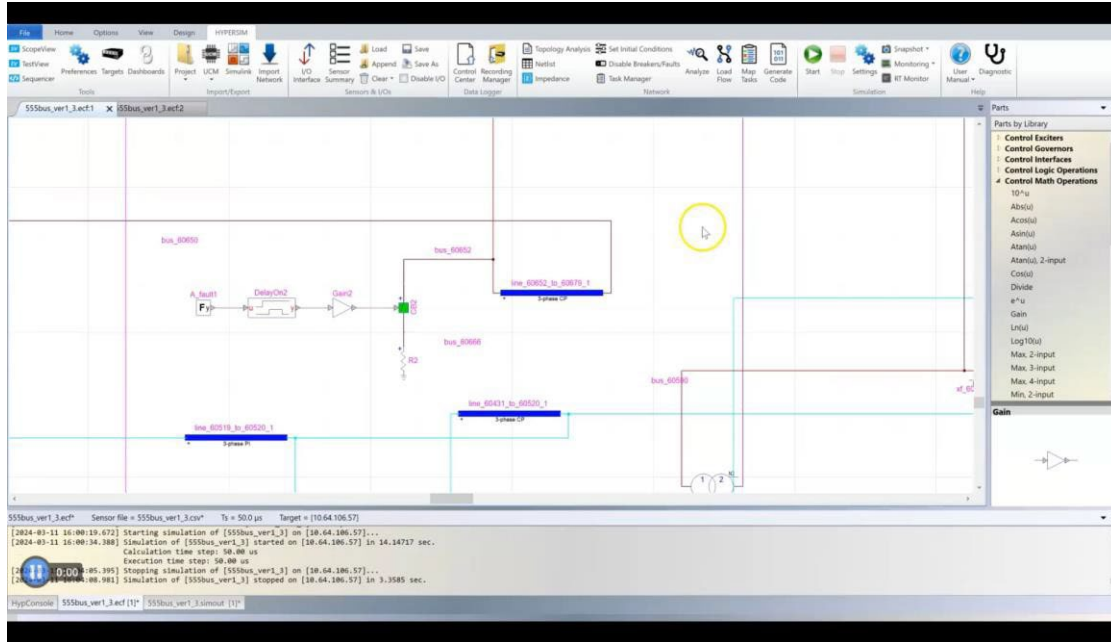 File Home Options View Design HYPERSIM
ScopeView
TestView
Sequencer
Preferences Targets Dashboards
Tools
Project UCM Simulink Import Network
Import/Export
I/O Interface Sensor Summary
Load Save
Append Save As
Clear Disable I/O
Sensors & I/Os
Control Center Recording Manager
Data Logger
Topology Analysis Set Initial Conditions
Netlist Disable Breakers/Faults
Impedance Task Manager
Analyze Load Flow Map Tasks Generate Code
Network
Start Stop Settings
Snapshot
Monitoring
RT Monitor
Simulation
User Manual Diagnostic
Help
555bus_ver1_3.ecf:1 x 555bus_ver1_3.ecf:2
Parts
Parts by Library
Control Exciters
Control Governors
Control Interfaces
Control Logic Operations
Control Math Operations
10^u
Abs(u)
Acos(u)
Asin(u)
Atan(u)
Atan(u), 2-input
Cos(u)
Divide
e^u
Gain
Ln(u)
Log10(u)
Max, 2-input
Max, 3-input
Max, 4-input
Min, 2-input
Gain
bus_60650
bus_60652
A_fault1 DelayOn2 Gain2
F y u y
CB2
line_60652_to_60678_1
3-phase CP
R2
bus_60668
bus_60580
xf_60
line_60431_to_60520_1
3-phase CP
line_60519_to_60520_1
3-phase PI
1 2
555bus_ver1_3.ecf* Sensor file = 555bus_ver1_3.csv* Ts = 50.0 µs Target = [10.64.106.57]
[2024-03-11 16:00:19.672] Starting simulation of [555bus_ver1_3] on [10.64.106.57]...
[2024-03-11 16:00:34.388] Simulation of [555bus_ver1_3] started on [10.64.106.57] in 14.14717 sec.
Calculation time step: 50.00 us
Execution time step: 50.00 us
:05.395] Stopping simulation of [555bus_ver1_3] on [10.64.106.57]...
:08.981] Simulation of [555bus_ver1_3] stopped on [10.64.106.57] in 3.3585 sec.
0:00
HypConsole 555bus_ver1_3.ecf [1]* 555bus_ver1_3.simout [1]*